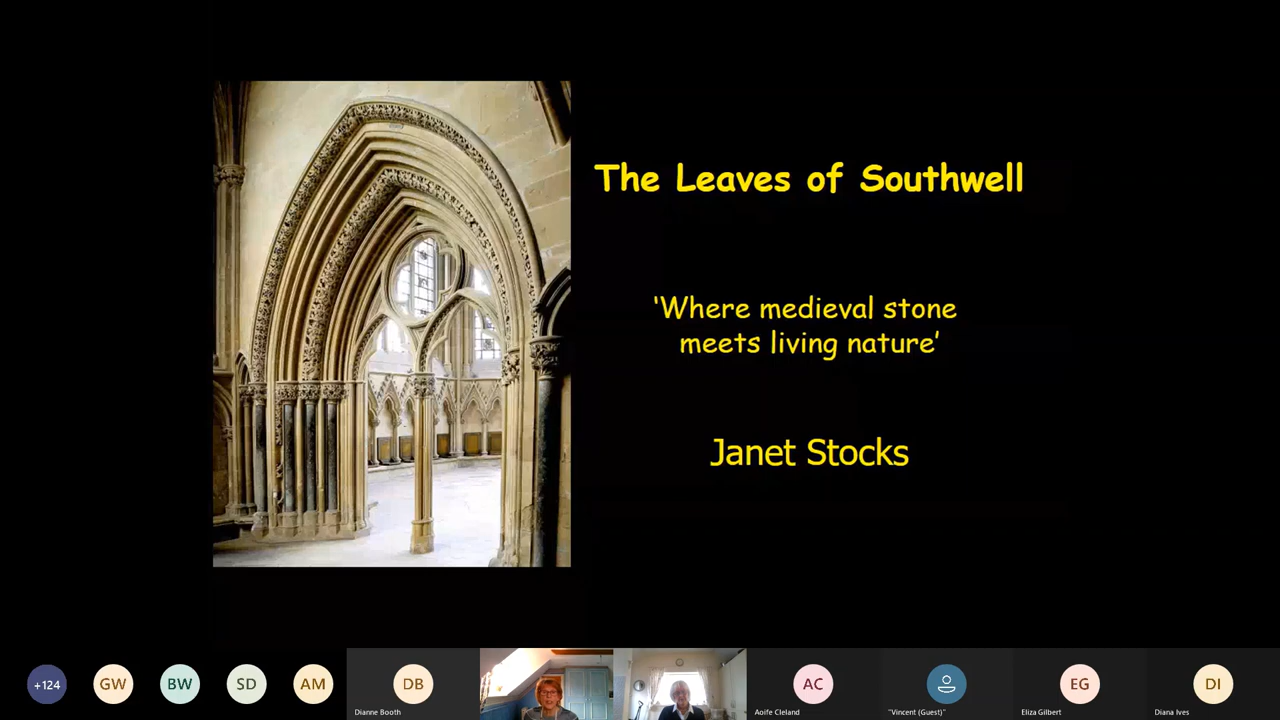 The Leaves of Southwell
‘Where medieval stone
meets living nature’
Janet Stocks
+124
GW
BW
SD
AM
DB
Dianne Booth
AC
Aoife Cleland
"Vincent (Guest)"
EG
Eliza Gilbert
DI
Diana Ives